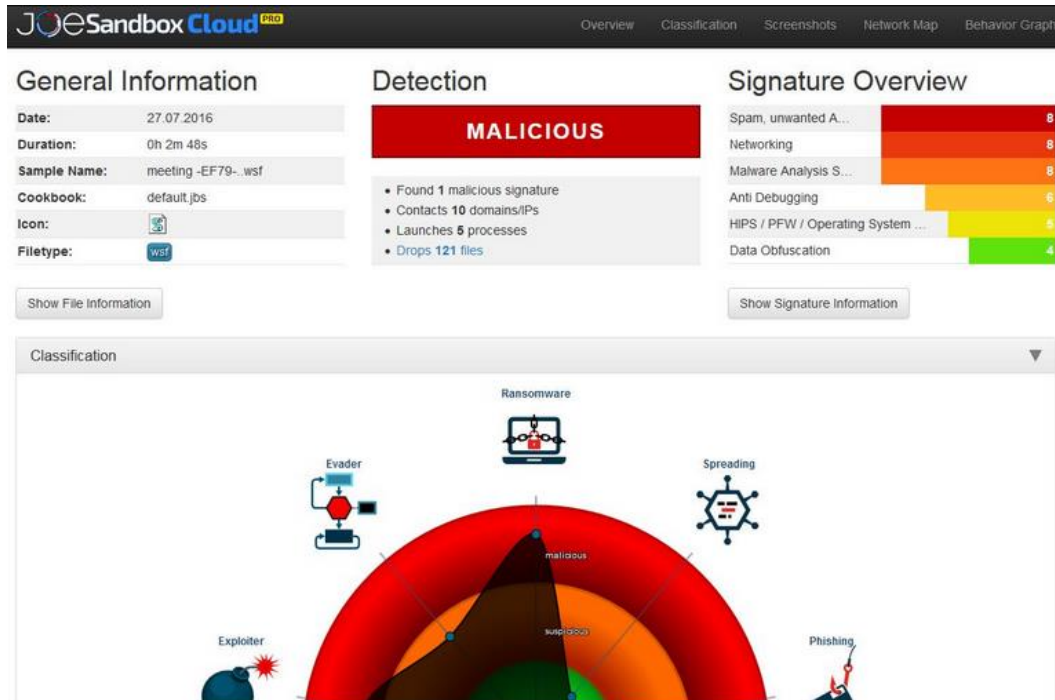 JOeSandbox Cloud PRO
Overview Classification Screenshots Network Map Behavior Graph
General Information
Date: 27.07.2016
Duration: 0h 2m 48s
Sample Name: meeting -EF79-..wsf
Cookbook: default.jbs
Icon:
Filetype: wsf
Show File Information
Detection
MALICIOUS
• Found 1 malicious signature
• Contacts 10 domains/IPs
• Launches 5 processes
• Drops 121 files
Signature Overview
Spam, unwanted A... 8
Networking 8
Malware Analysis S... 8
Anti Debugging 6
HIPS / PFW / Operating System ... 5
Data Obfuscation 4
Show Signature Information
Classification
Ransomware
Evader
Spreading
malicious
suspicious
Exploiter
Phishing